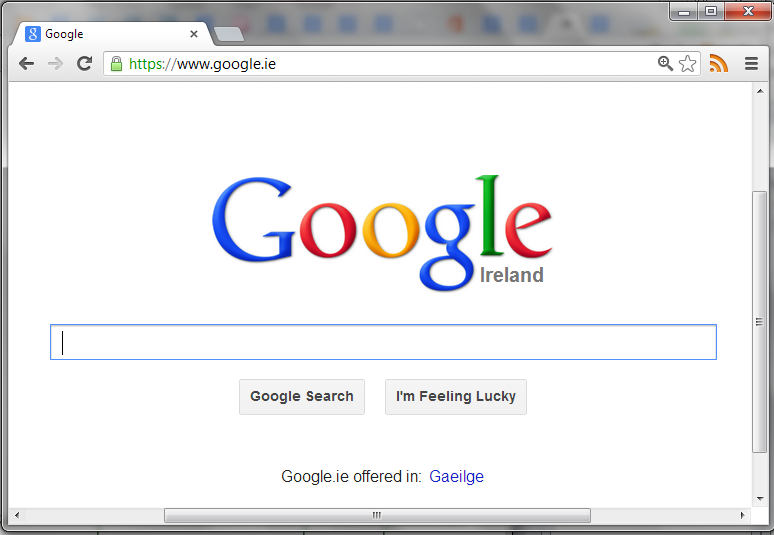 Google
https://www.google.ie
Google
Ireland
Google Search
I'm Feeling Lucky
Google.ie offered in: Gaeilge